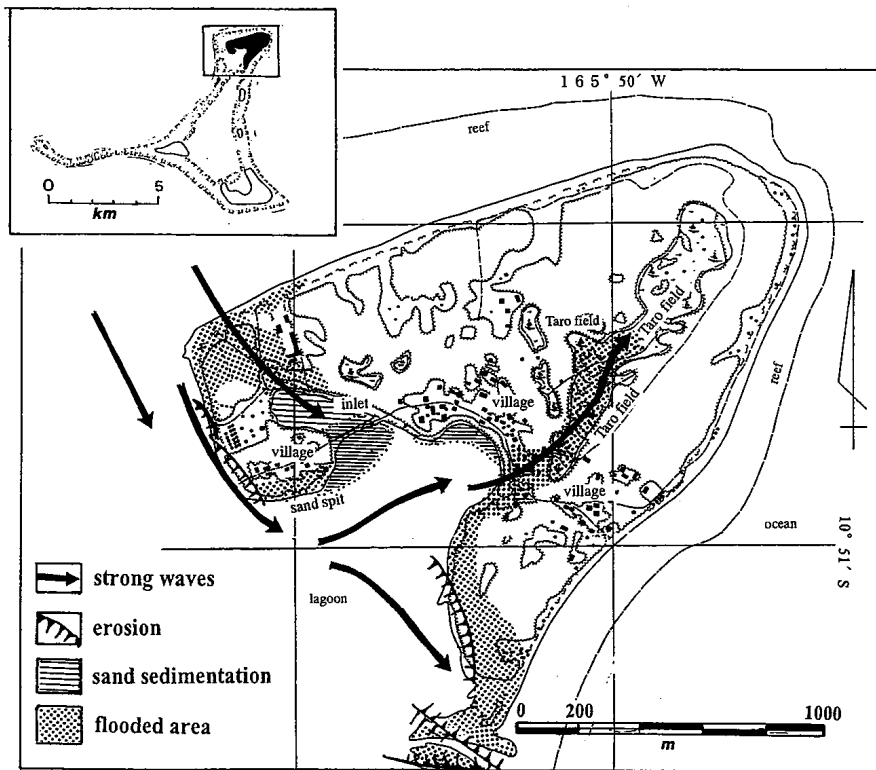 0 5
km
165° 50′ W
reef
Taro field
Taro field
inlet
village
Taro field
reef
village
village
sand spit
ocean
10° 51′ S
lagoon
strong waves
erosion
sand sedimentation
flooded area
0 200 1000
m